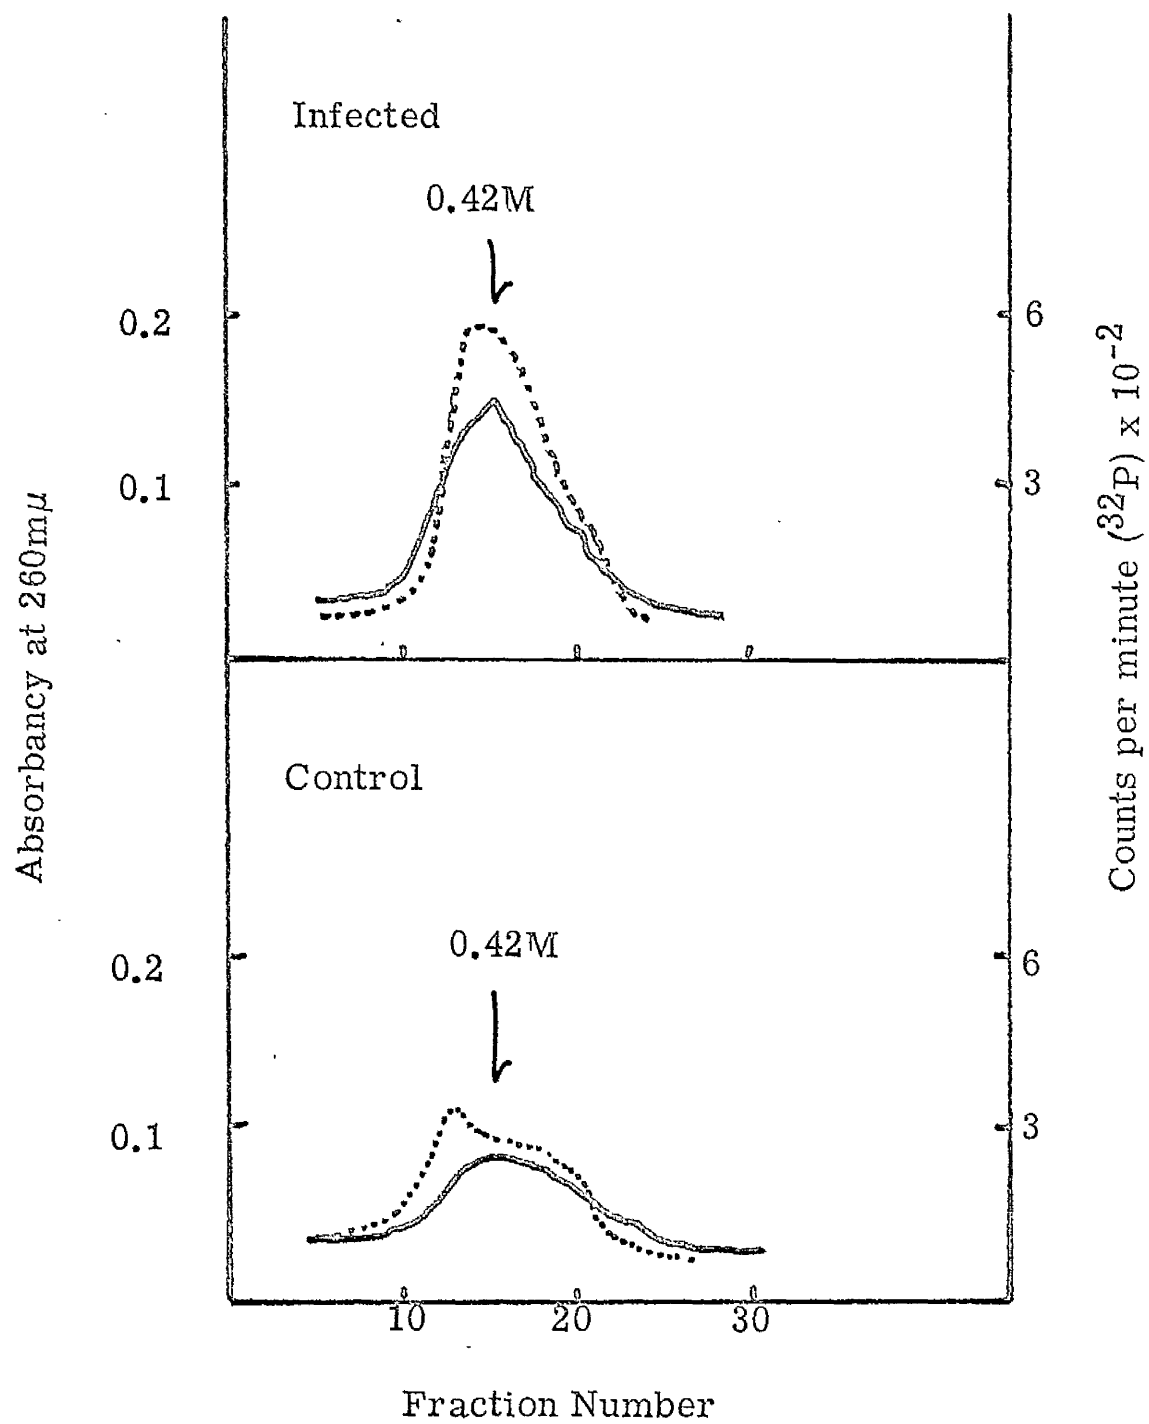 Infected
0.42M
0.2
0.1
6
3
Control
0.42M
0.2
0.1
6
3
10
20
30
Fraction Number
Absorbancy at 260mμ
Counts per minute (³²P) x 10⁻²